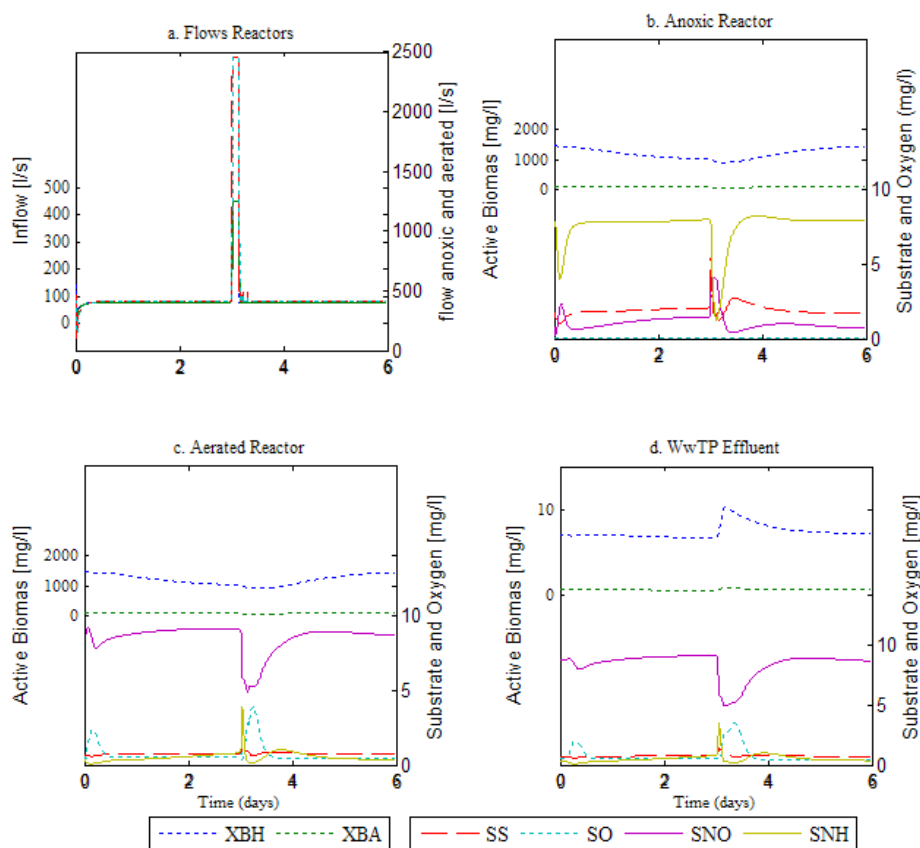 a. Flows Reactors
Inflow [l/s]
500
400
300
200
100
0
2500
2000
1500
1000
500
0
flow anoxic and aerated [l/s]
0 2 4 6
b. Anoxic Reactor
Active Biomas [mg/l]
2000
1000
0
10
5
0
Substrate and Oxygen (mg/l)
0 2 4 6
c. Aerated Reactor
Active Biomas [mg/l]
2000
1000
0
10
5
0
Substrate and Oxygen [mg/l]
0 2 4 6
Time (days)
d. WwTP Effluent
Active Biomas [mg/l]
10
0
10
5
0
Substrate and Oxygen [mg/l]
0 2 4 6
Time (days)
XBH XBA SS SO SNO SNH